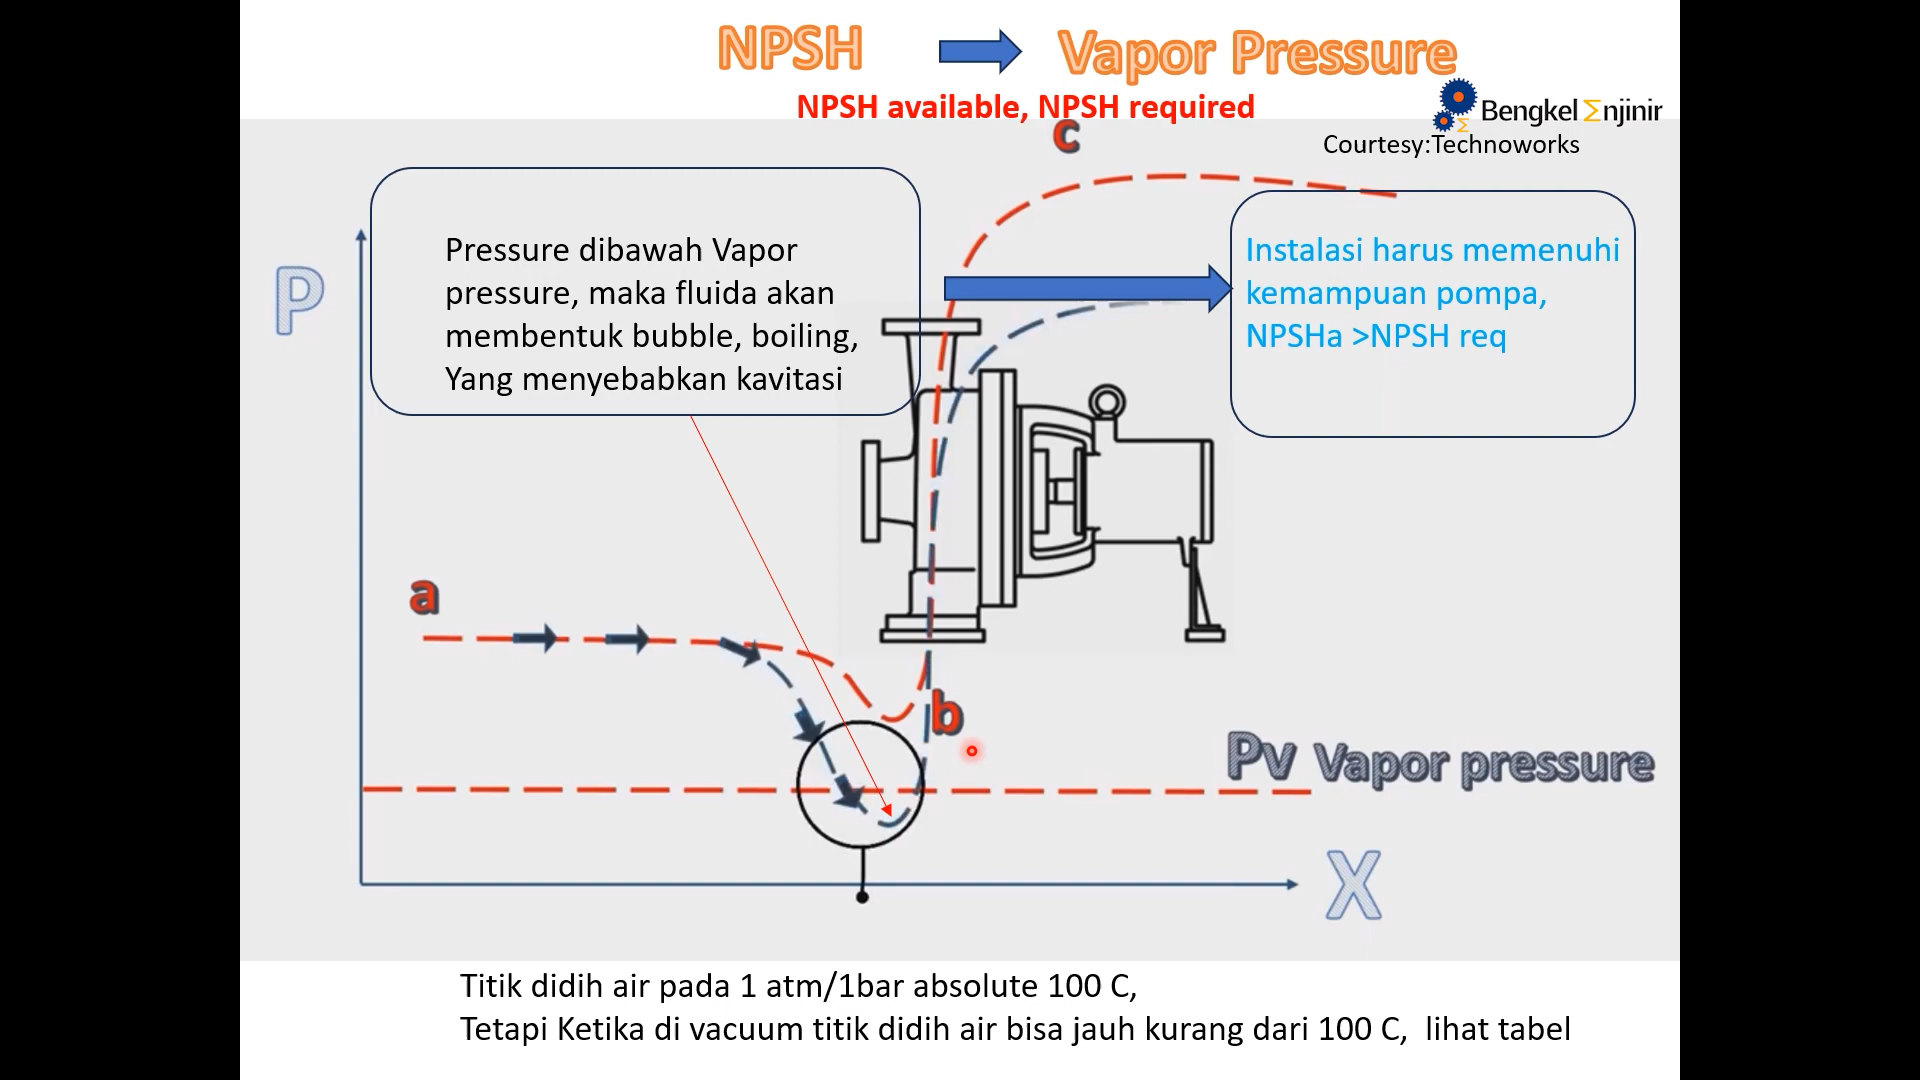 NPSH
Vapor Pressure
NPSH available, NPSH required
Bengkel Σnjinir
Courtesy:Technoworks
c
Pressure dibawah Vapor
pressure, maka fluida akan
membentuk bubble, boiling,
Yang menyebabkan kavitasi
Instalasi harus memenuhi
kemampuan pompa,
NPSHa >NPSH req
P
a
b
Pv Vapor pressure
X
Titik didih air pada 1 atm/1bar absolute 100 C,
Tetapi Ketika di vacuum titik didih air bisa jauh kurang dari 100 C, lihat tabel